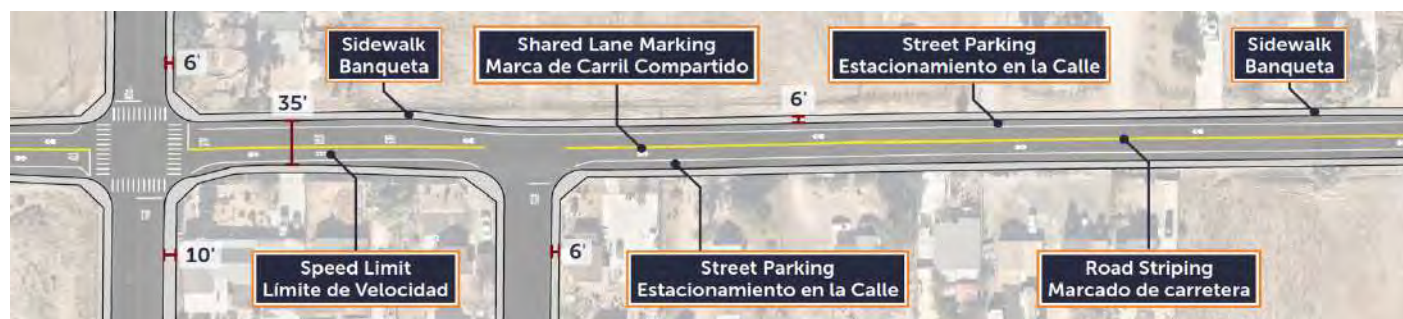 Sidewalk
Banqueta
Shared Lane Marking
Marca de Carril Compartido
Street Parking
Estacionamiento en la Calle
Sidewalk
Banqueta
6'
35'
6'
10'
Speed Limit
Límite de Velocidad
6'
Street Parking
Estacionamiento en la Calle
Road Striping
Marcado de carretera